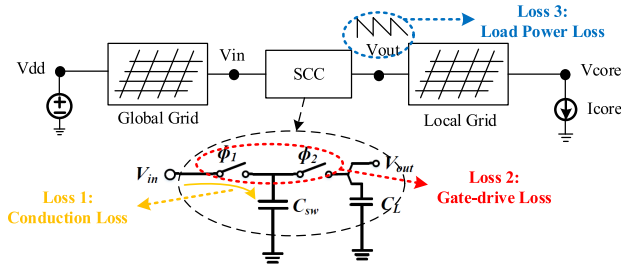 Loss 3:
Load Power Loss
Vdd
Vin
SCC
Vout
Vcore
Global Grid
Local Grid
Icore
ϕ1
ϕ2
Vin
Vout
Loss 1:
Conduction Loss
Csw
CL
Loss 2:
Gate-drive Loss